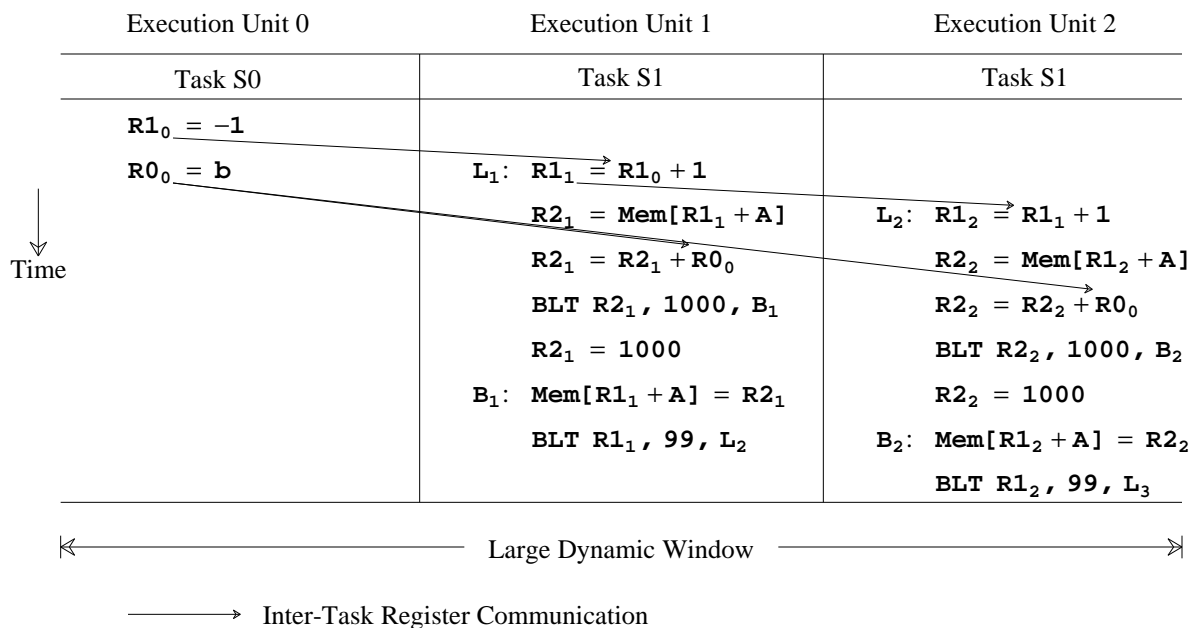 Execution Unit 0 Execution Unit 1 Execution Unit 2
Task S0 Task S1 Task S1
R1₀ = −1
R0₀ = b L₁: R1₁ = R1₀ + 1
R2₁ = Mem[R1₁ + A] L₂: R1₂ = R1₁ + 1
Time R2₁ = R2₁ + R0₀ R2₂ = Mem[R1₂ + A]
BLT R2₁, 1000, B₁ R2₂ = R2₂ + R0₀
R2₁ = 1000 BLT R2₂, 1000, B₂
B₁: Mem[R1₁ + A] = R2₁ R2₂ = 1000
BLT R1₁, 99, L₂ B₂: Mem[R1₂ + A] = R2₂
BLT R1₂, 99, L₃
Large Dynamic Window
Inter-Task Register Communication